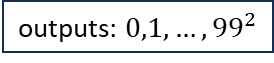 outputs: 0,1, … , 99²